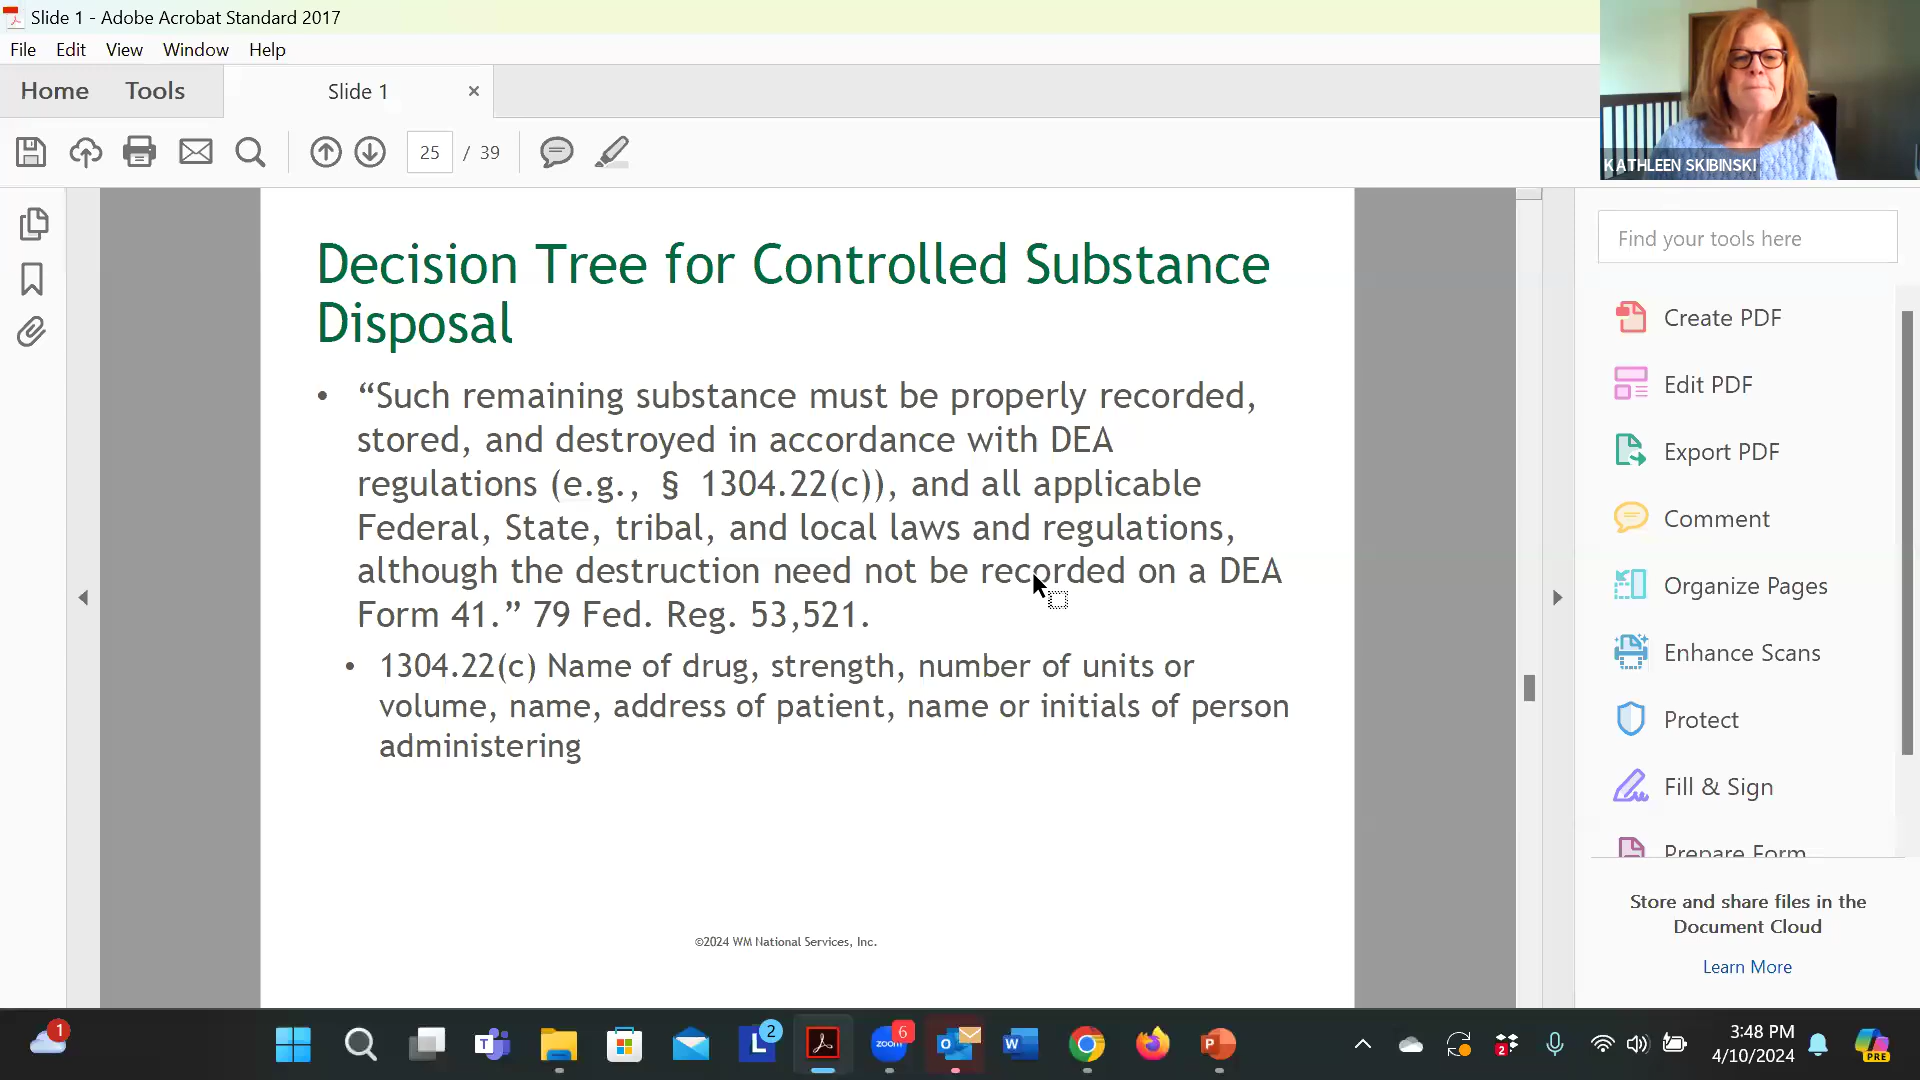 Slide 1 - Adobe Acrobat Standard 2017
File Edit View Window Help
Home Tools Slide 1 ×
25 / 39
KATHLEEN SKIBINSKI
Decision Tree for Controlled Substance
Disposal
• “Such remaining substance must be properly recorded,
stored, and destroyed in accordance with DEA
regulations (e.g., § 1304.22(c)), and all applicable
Federal, State, tribal, and local laws and regulations,
although the destruction need not be recorded on a DEA
Form 41.” 79 Fed. Reg. 53,521.
• 1304.22(c) Name of drug, strength, number of units or
volume, name, address of patient, name or initials of person
administering
©2024 WM National Services, Inc.
Find your tools here
Create PDF
Edit PDF
Export PDF
Comment
Organize Pages
Enhance Scans
Protect
Fill & Sign
Prepare Form
Store and share files in the
Document Cloud
Learn More
1
T
L
2
zoom
6
O
W
P
2
3:48 PM
4/10/2024
PRE